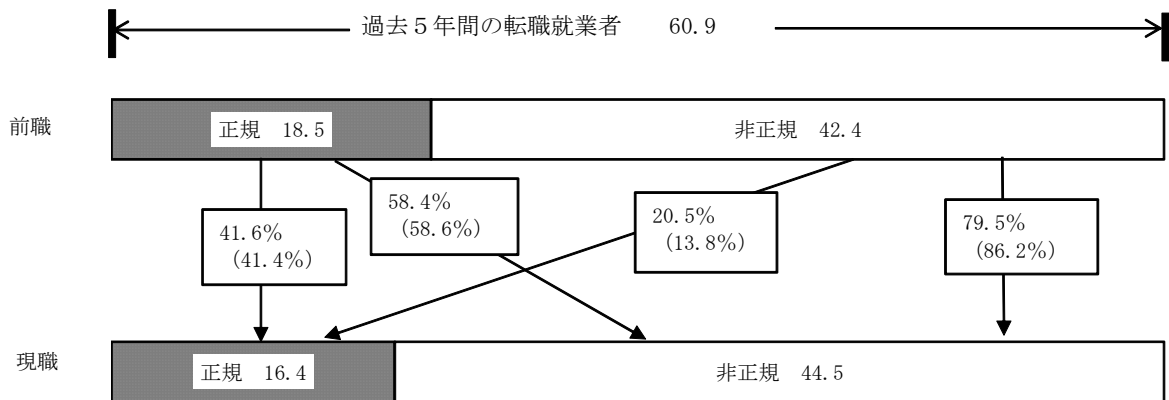 過去５年間の転職就業者　60.9
前職
正規　18.5
非正規　42.4
41.6%
(41.4%)
58.4%
(58.6%)
20.5%
(13.8%)
79.5%
(86.2%)
現職
正規　16.4
非正規　44.5